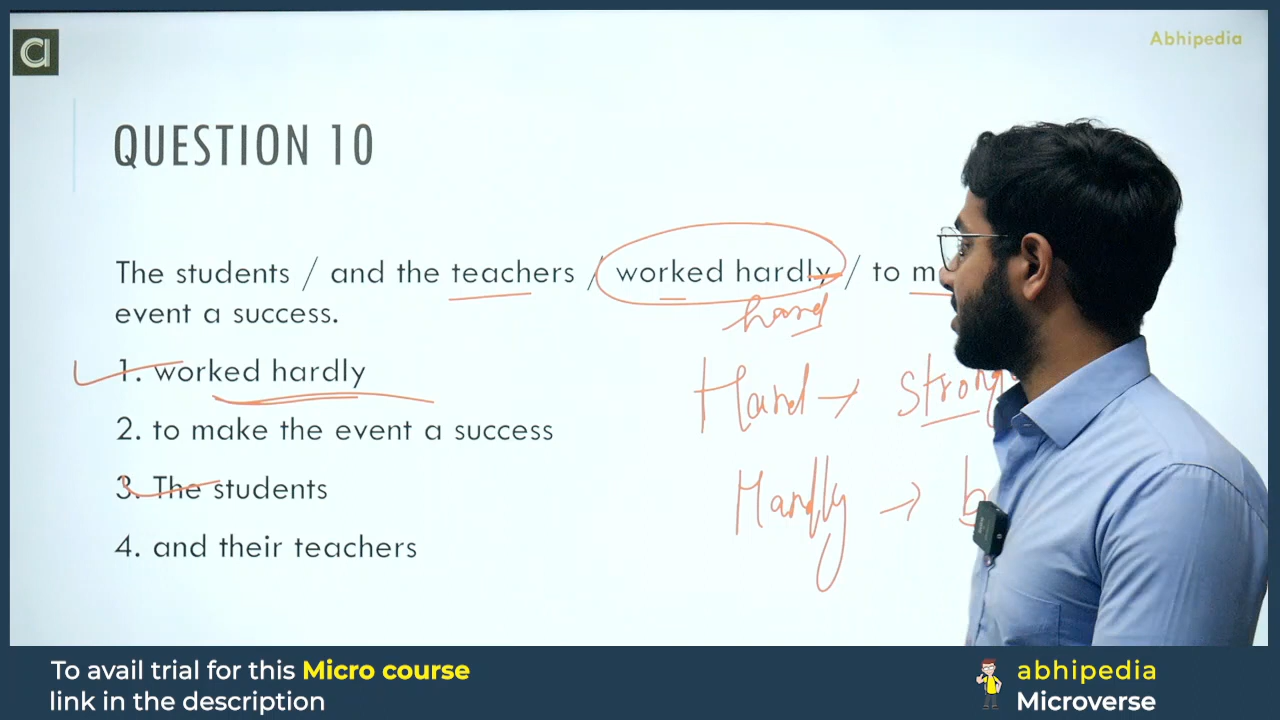 Abhipedia
QUESTION 10
The students / and the teachers / worked hardly / to
event a success.
hard
1. worked hardly
Hard → strong
2. to make the event a success
3. The students
Hardly →
4. and their teachers
To avail trial for this Micro course
link in the description
abhipedia
Microverse